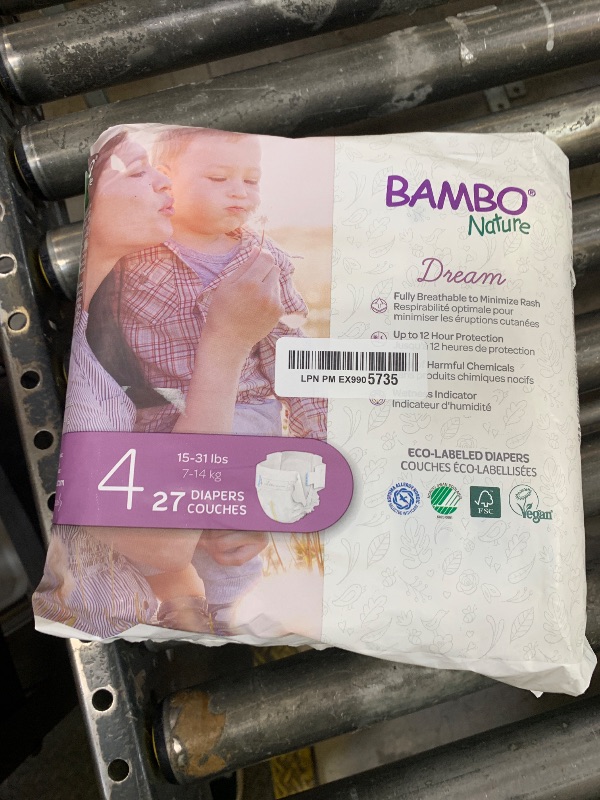 BAMBO®
Nature
Dream
Fully Breathable to Minimize Rash
Respirabilité optimale pour
minimiser les éruptions cutanées
Up to 12 Hour Protection
12 heures de protection
Harmful Chemicals
produits chimiques nocifs
Indicator
Indicateur d'humidité
LPN PM EX990 5735
ECO-LABELED DIAPERS
COUCHES ÉCO-LABELLISÉES
FSC
Vegan
4
15-31 lbs
7-14 kg
27 DIAPERS
COUCHES